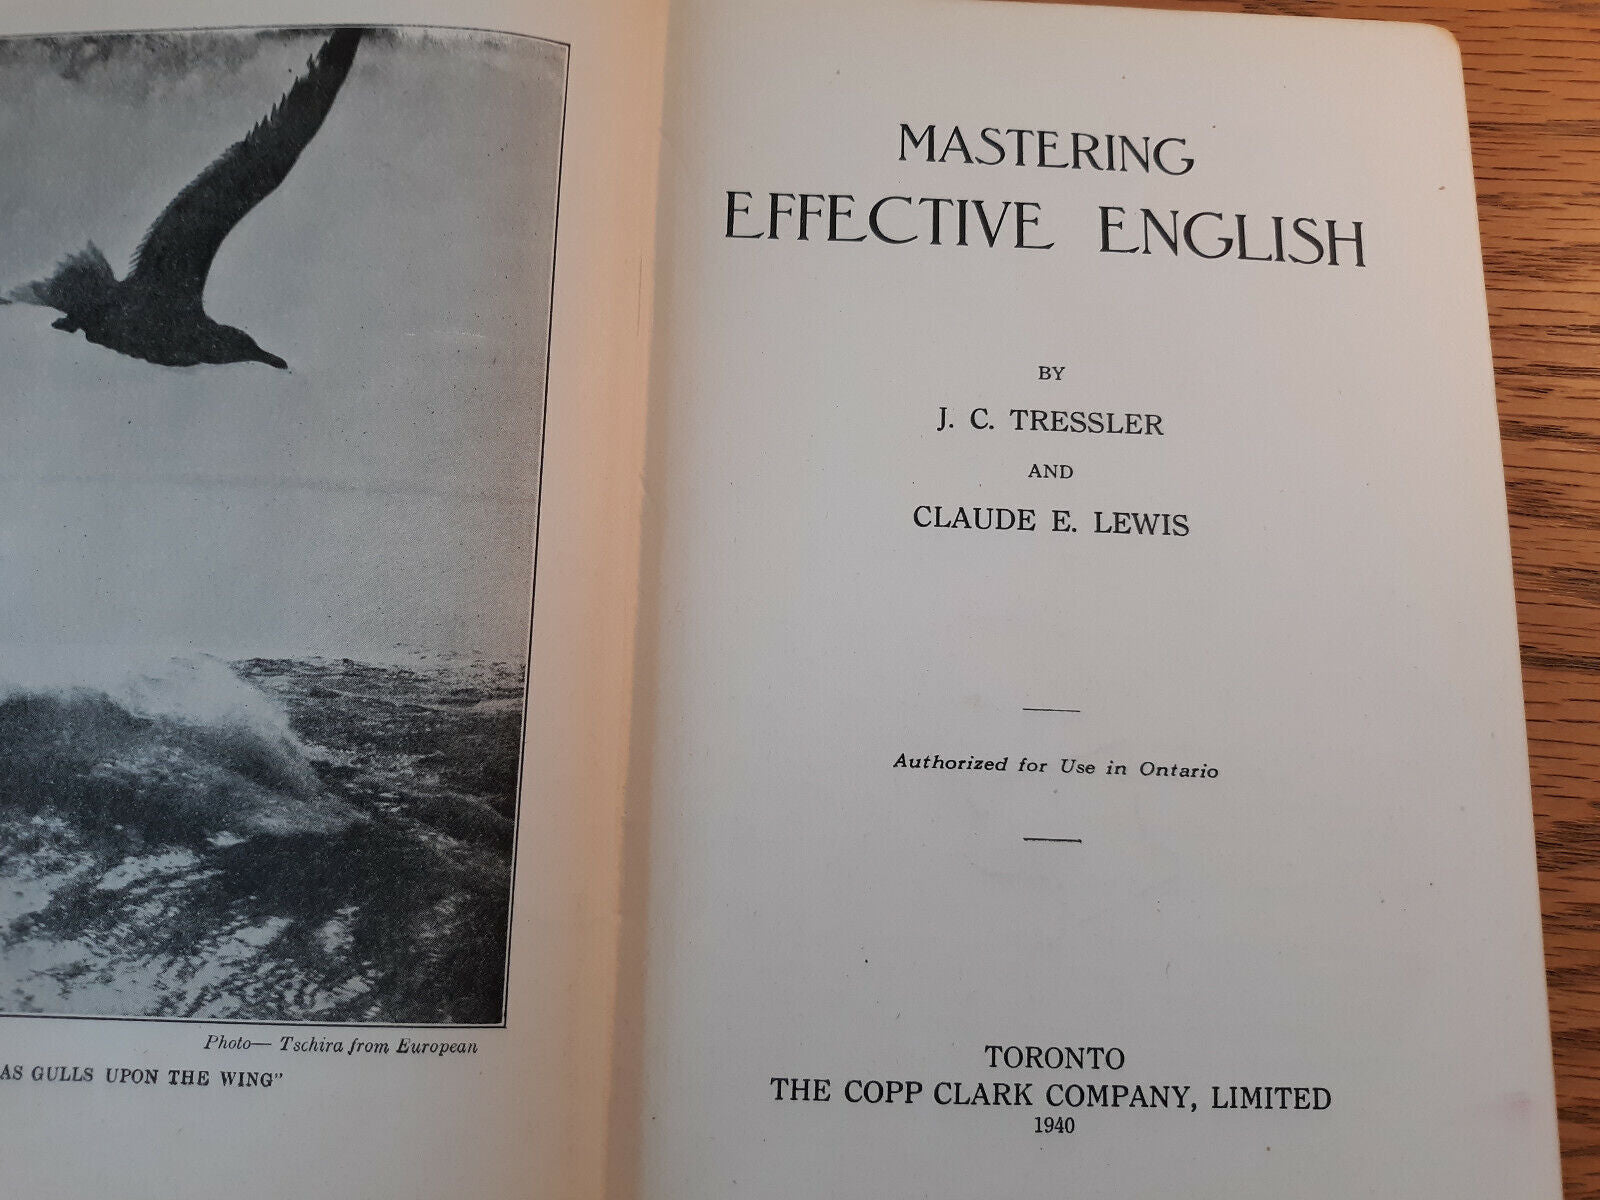 Photo— Tschira from European
AS GULLS UPON THE WING"
MASTERING
EFFECTIVE ENGLISH
BY
J. C. TRESSLER
AND
CLAUDE E. LEWIS
Authorized for Use in Ontario
TORONTO
THE COPP CLARK COMPANY, LIMITED
1940